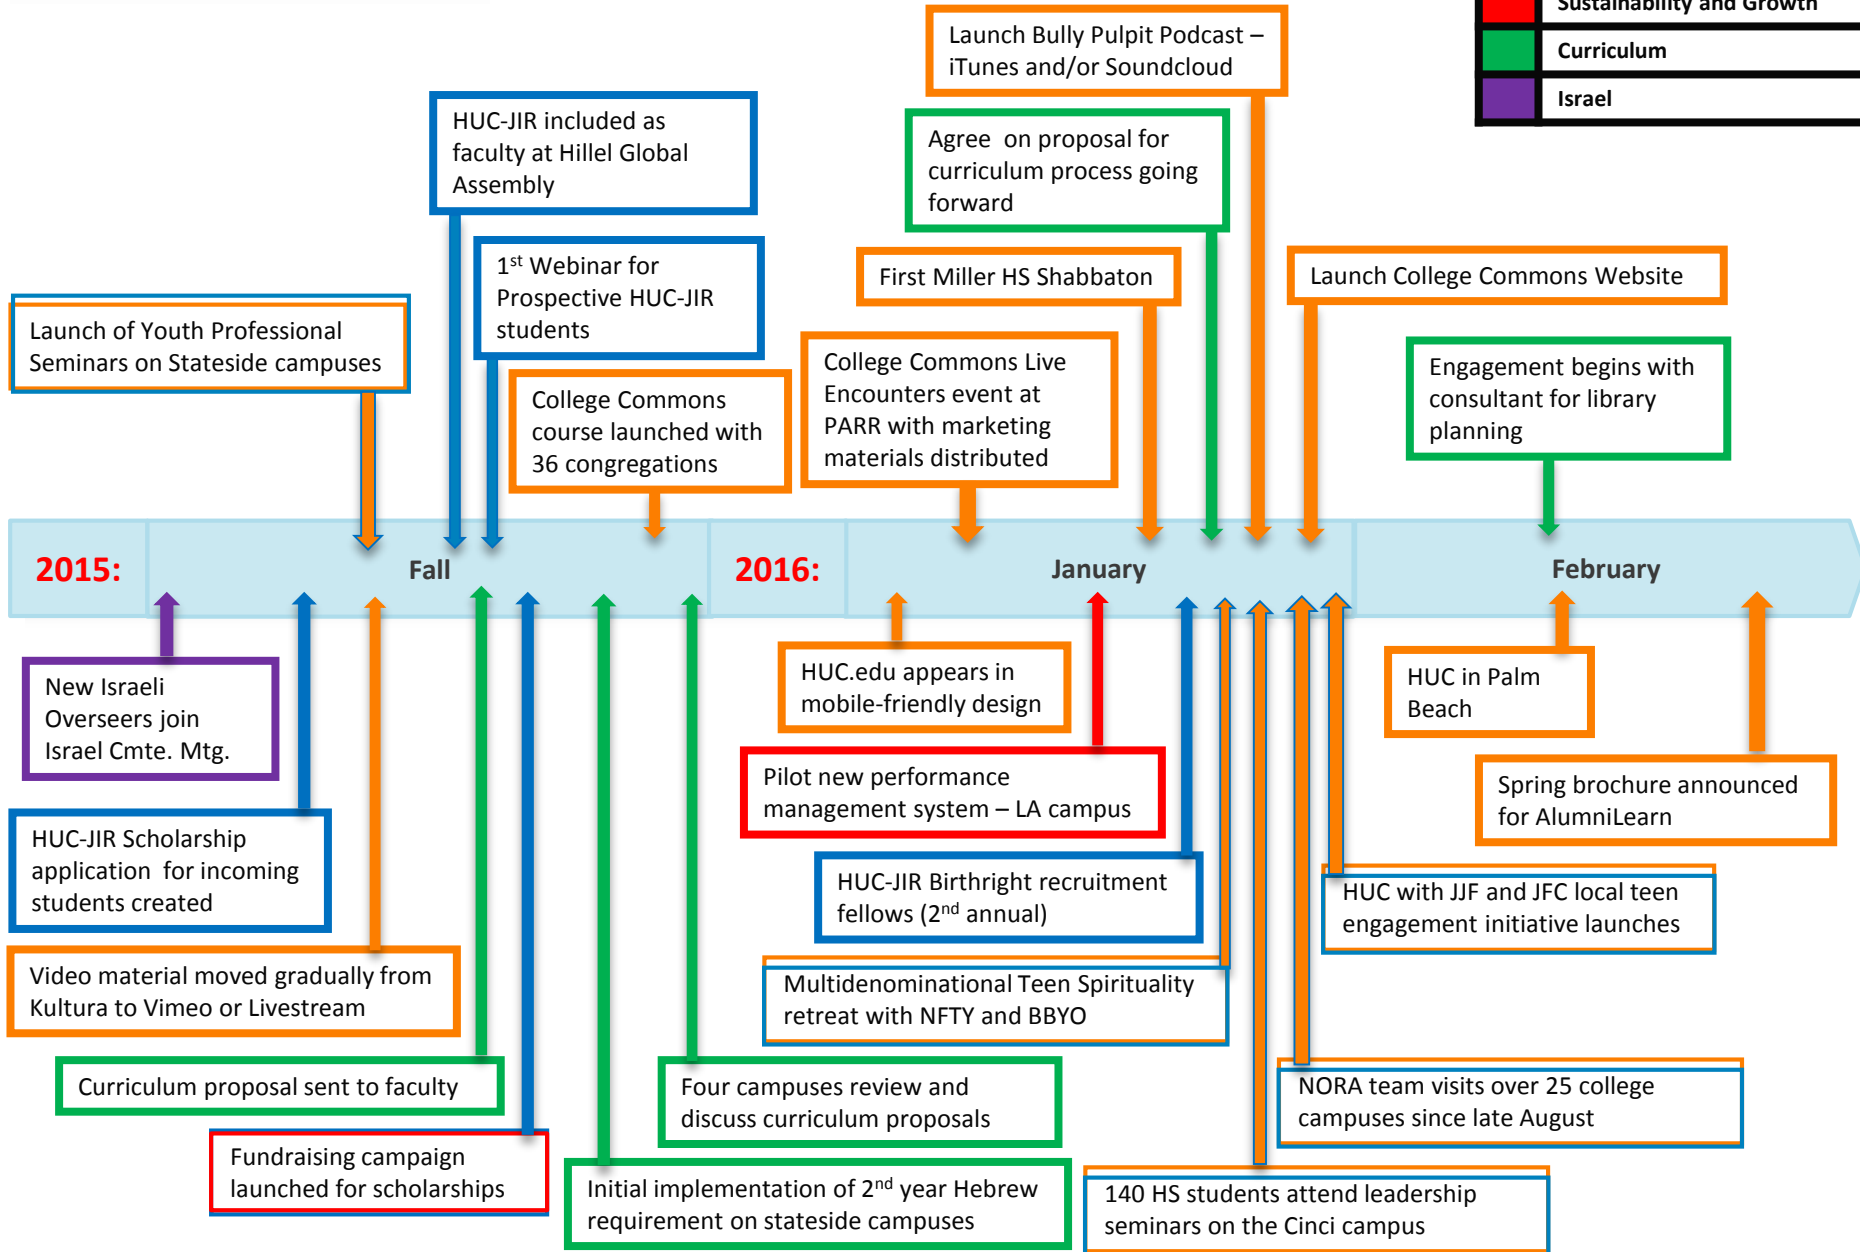 Sustainability and Growth
Curriculum
Israel
Launch Bully Pulpit Podcast –
iTunes and/or Soundcloud
HUC-JIR included as
faculty at Hillel Global
Assembly
Agree on proposal for
curriculum process going
forward
1st Webinar for
Prospective HUC-JIR
students
First Miller HS Shabbaton
Launch College Commons Website
Launch of Youth Professional
Seminars on Stateside campuses
College Commons
course launched with
36 congregations
College Commons Live
Encounters event at
PARR with marketing
materials distributed
Engagement begins with
consultant for library
planning
2015:
Fall
2016:
January
February
New Israeli
Overseers join
Israel Cmte. Mtg.
HUC.edu appears in
mobile-friendly design
HUC in Palm
Beach
Pilot new performance
management system – LA campus
Spring brochure announced
for AlumniLearn
HUC-JIR Scholarship
application for incoming
students created
HUC-JIR Birthright recruitment
fellows (2nd annual)
HUC with JJF and JFC local teen
engagement initiative launches
Video material moved gradually from
Kultura to Vimeo or Livestream
Multidenominational Teen Spirituality
retreat with NFTY and BBYO
Curriculum proposal sent to faculty
Four campuses review and
discuss curriculum proposals
NORA team visits over 25 college
campuses since late August
Fundraising campaign
launched for scholarships
Initial implementation of 2nd year Hebrew
requirement on stateside campuses
140 HS students attend leadership
seminars on the Cinci campus